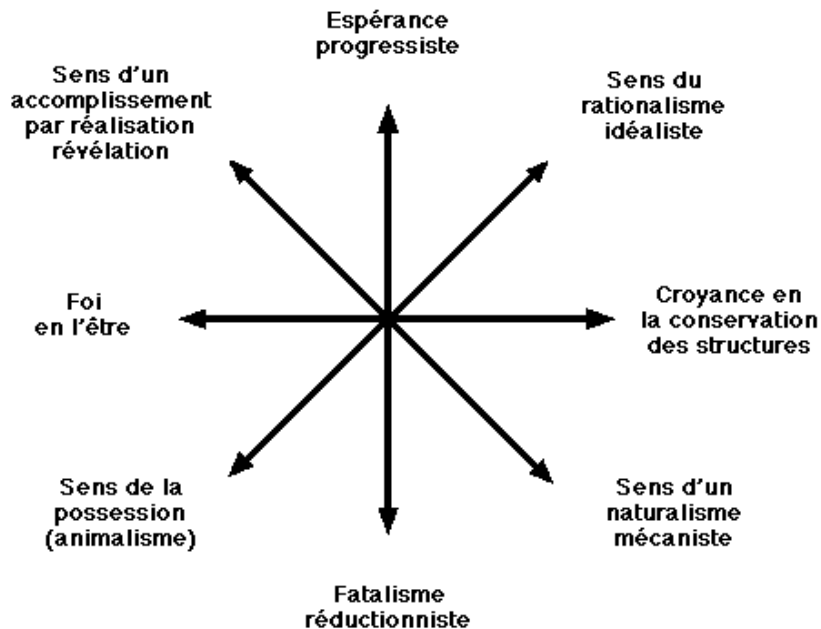 Espérance
progressiste
Sens d'un
accomplissement
par réalisation
révélation
Sens du
rationalisme
idéaliste
Foi
en l'être
Croyance en
la conservation
des structures
Sens de la
possession
(animalisme)
Sens d'un
naturalisme
mécaniste
Fatalisme
réductionniste